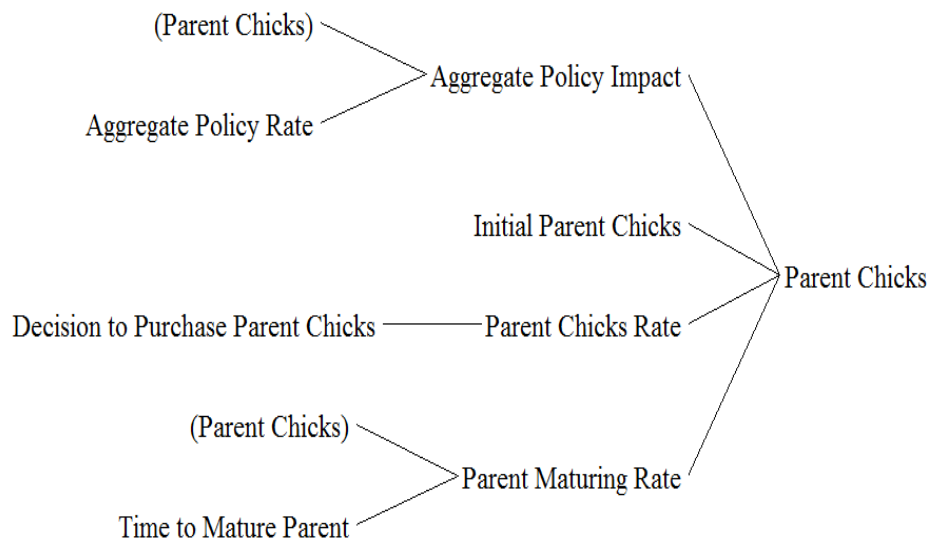 (Parent Chicks)
Aggregate Policy Impact
Aggregate Policy Rate
Initial Parent Chicks
Parent Chicks
Decision to Purchase Parent Chicks
Parent Chicks Rate
(Parent Chicks)
Parent Maturing Rate
Time to Mature Parent